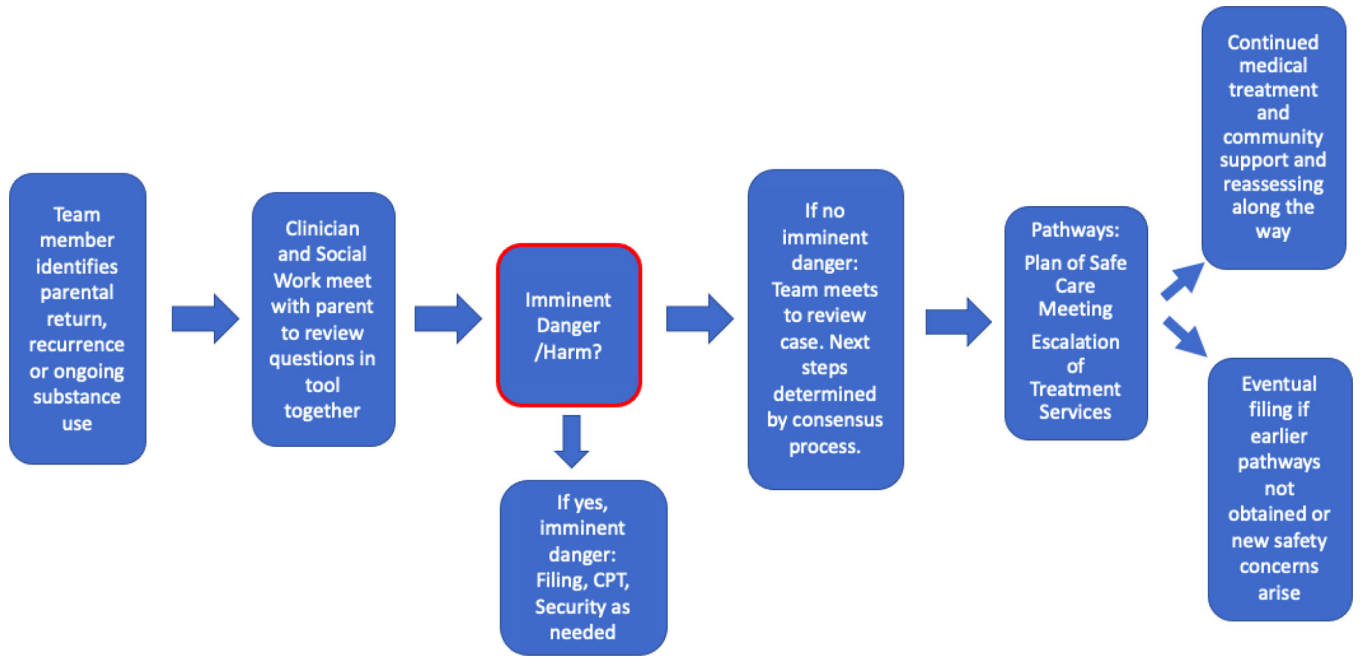 Team
member
identifies
parental
return,
recurrence
or ongoing
substance
use
Clinician
and Social
Work meet
with parent
to review
questions in
tool
together
Imminent
Danger
/Harm?
If yes,
imminent
danger:
Filing, CPT,
Security as
needed
If no
imminent
danger:
Team meets
to review
case. Next
steps
determined
by consensus
process.
Pathways:
Plan of Safe
Care
Meeting
Escalation
of
Treatment
Services
Continued
medical
treatment
and
community
support and
reassessing
along the
way
Eventual
filing if
earlier
pathways
not
obtained or
new safety
concerns
arise